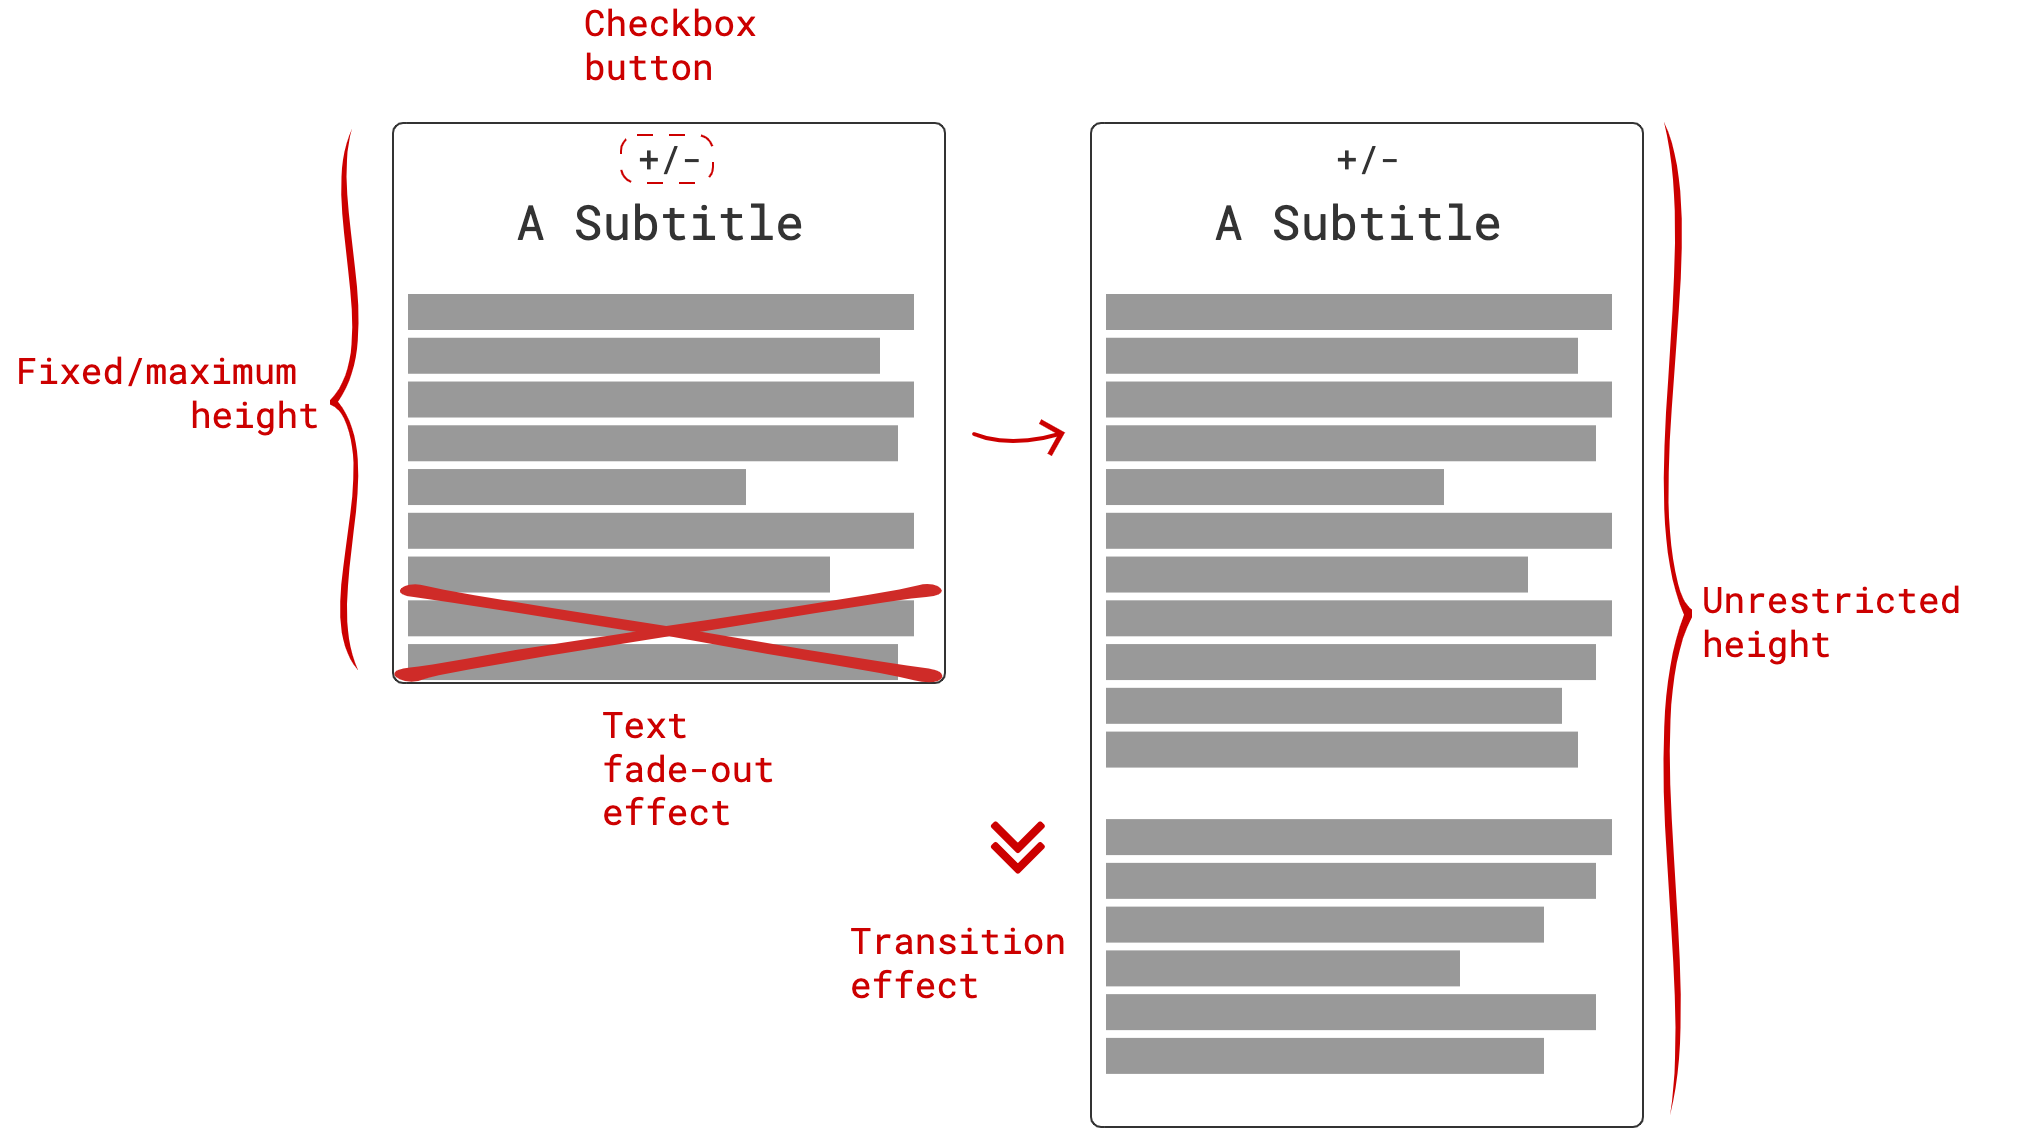 Checkbox
button
+/-
A Subtitle
Fixed/maximum
height
Text
fade-out
effect
Transition
effect
+/-
A Subtitle
Unrestricted
height